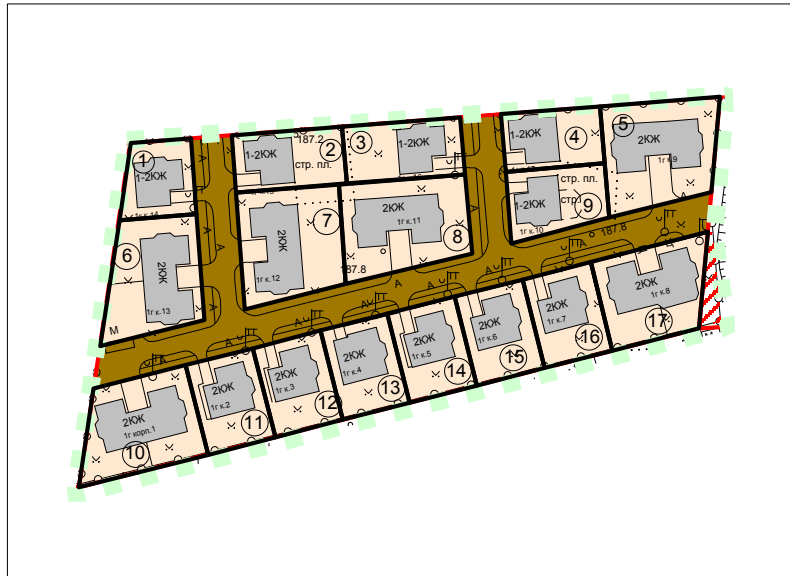 1
1-2КЖ
187.2
2
1-2КЖ
стр. пл.
3
1-2КЖ
4
1-2КЖ
5
2КЖ
1г к.9
6
2КЖ
1г к.13
М
7
2КЖ
1г к.12
187.8
2КЖ
1г к.11
8
стр. пл.
1-2КЖ
9
1г к.10
187.8
А
А
А
А
А
А
А
А
А
А
2КЖ
1г корп.1
10
2КЖ
1г к.2
11
2КЖ
1г к.3
12
2КЖ
1г к.4
13
2КЖ
1г к.5
14
2КЖ
1г к.6
15
2КЖ
1г к.7
16
2КЖ
1г к.8
17